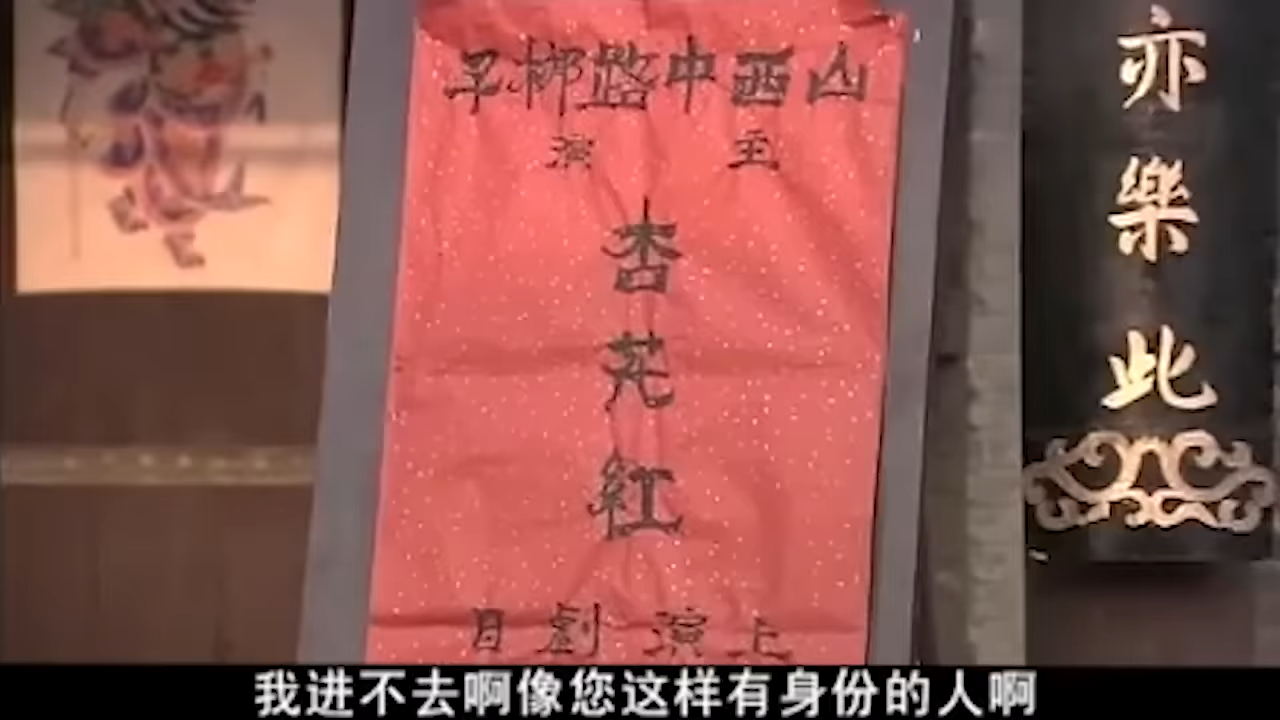 山西中路梆子
主演
杏花紅
上演劇目
亦樂此
我进不去啊像您这样有身份的人啊